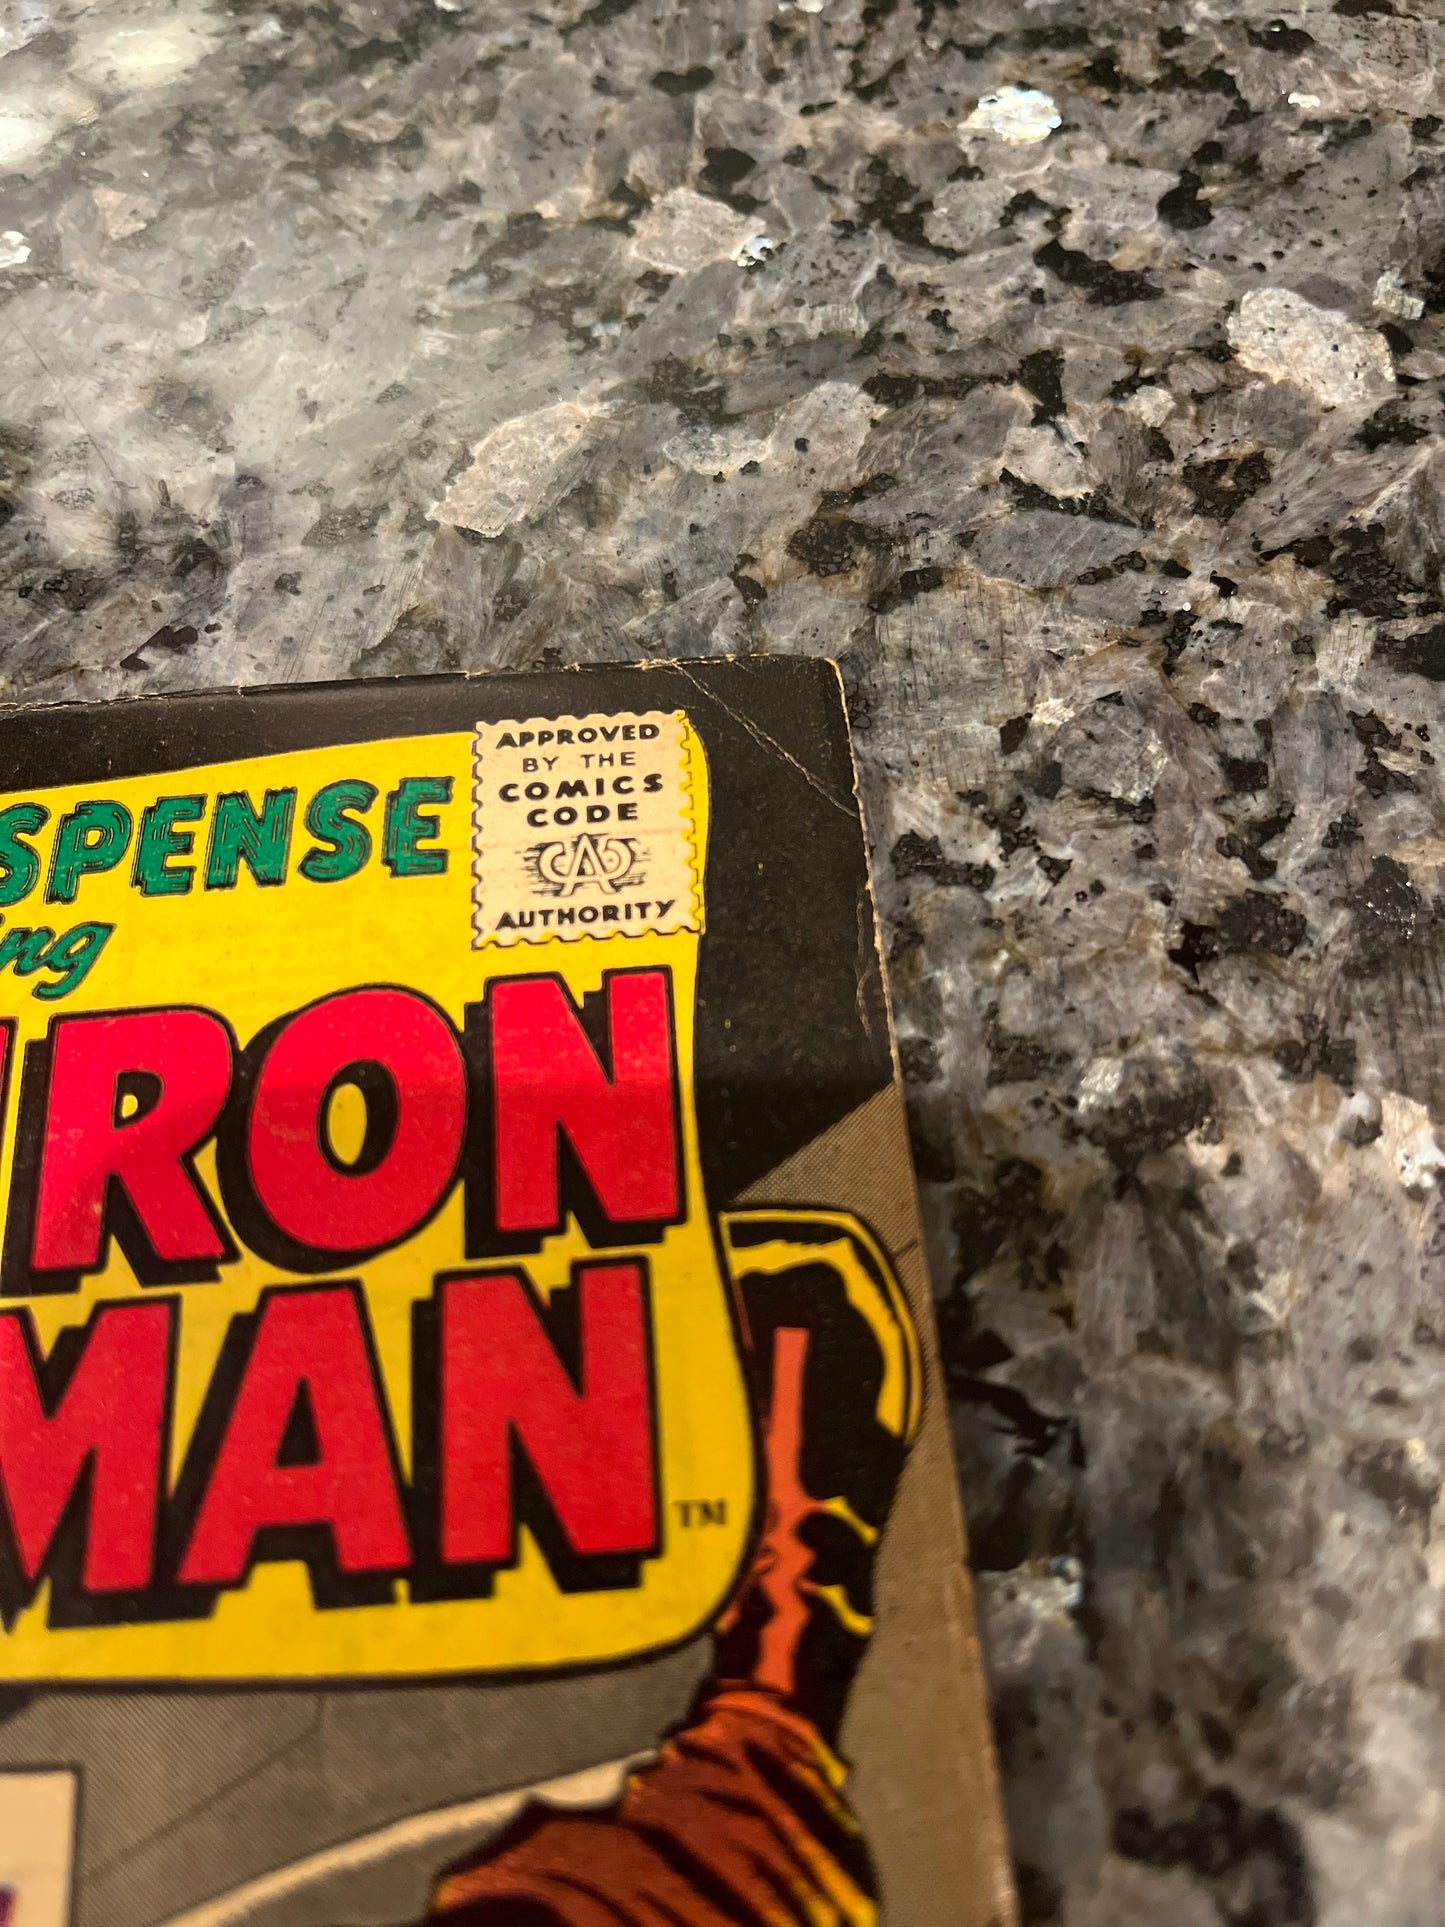 SPENSE
ing
APPROVED
BY THE
COMICS
CODE
CA
AUTHORITY
IRON
MAN TM